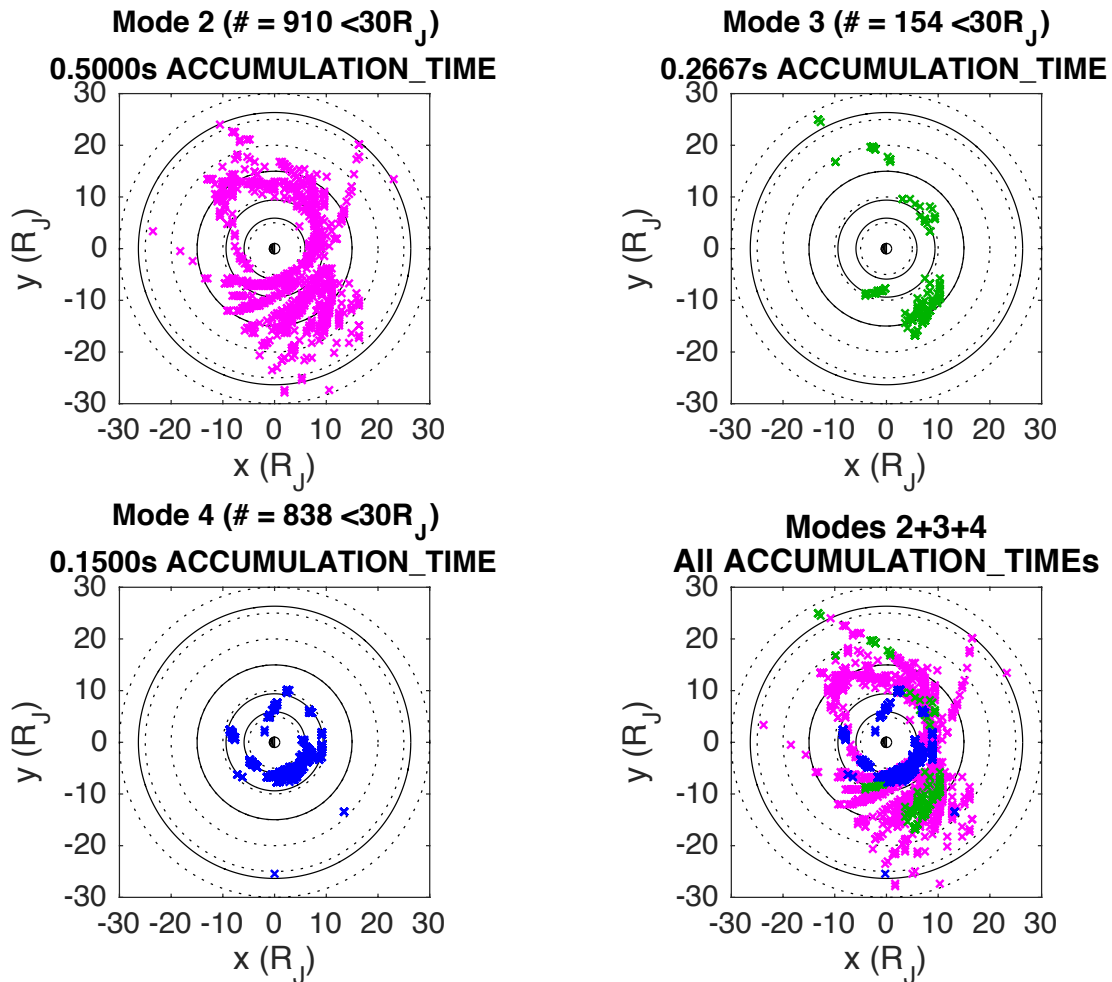 Mode 2 (# = 910 <30R_J)
0.5000s ACCUMULATION_TIME
30
20
10
0
-10
-20
-30
y (R_J)
-30 -20 -10 0 10 20 30
x (R_J)
Mode 3 (# = 154 <30R_J)
0.2667s ACCUMULATION_TIME
30
20
10
0
-10
-20
-30
y (R_J)
-30 -20 -10 0 10 20 30
x (R_J)
Mode 4 (# = 838 <30R_J)
0.1500s ACCUMULATION_TIME
30
20
10
0
-10
-20
-30
y (R_J)
-30 -20 -10 0 10 20 30
x (R_J)
Modes 2+3+4
All ACCUMULATION_TIMEs
30
20
10
0
-10
-20
-30
y (R_J)
-30 -20 -10 0 10 20 30
x (R_J)